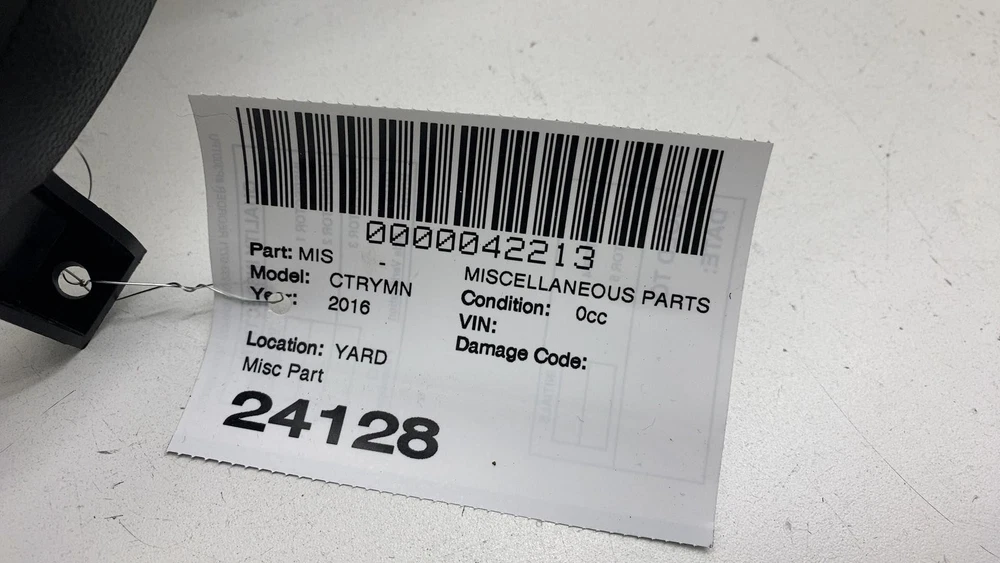 0000042213
Part: MIS - MISCELLANEOUS PARTS
Model: CTRYMN Condition: 0cc
Year: 2016 VIN:
Damage Code:
Location: YARD
Misc Part
24128